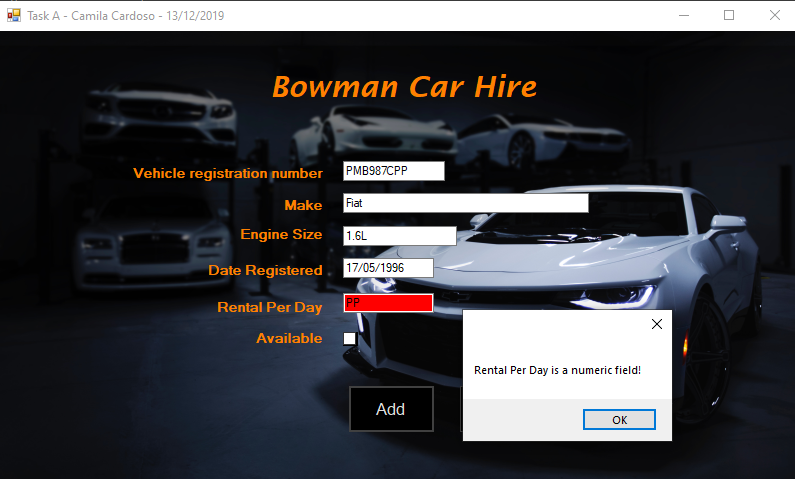 Task A - Camila Cardoso - 13/12/2019
Bowman Car Hire
Vehicle registration number PMB987CPP
Make Fiat
Engine Size 1.6L
Date Registered 17/05/1996
Rental Per Day PP
Available
Rental Per Day is a numeric field!
Add
OK